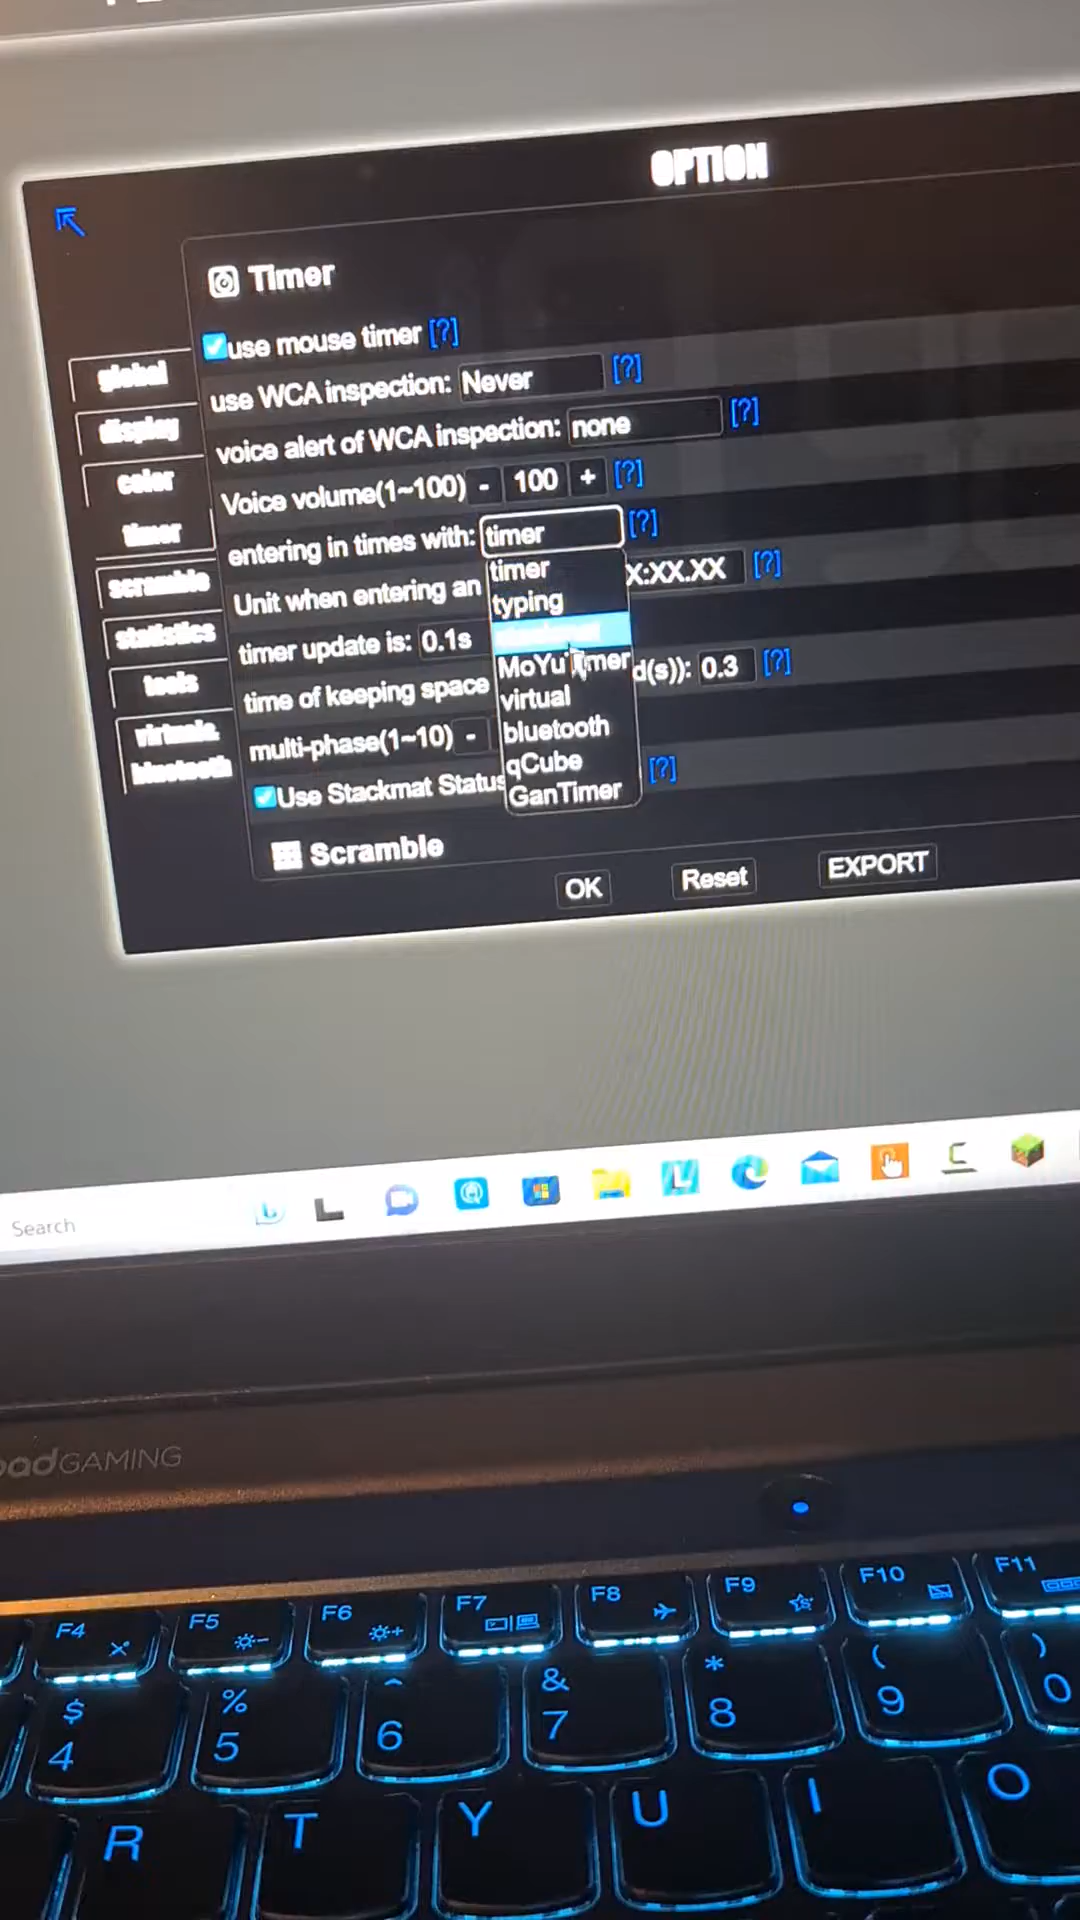 OPTION
Timer
use mouse timer [?]
use WCA inspection: Never [?]
voice alert of WCA inspection: none [?]
Voice volume(1~100) - 100 + [?]
entering in times with: timer [?]
Unit when entering an X:XX.XX [?]
timer update is: 0.1s
time of keeping space d(s)): 0.3 [?]
multi-phase(1~10) -
Use Stackmat Status [?]
timer
typing
MoYuTimer
virtual
bluetooth
qCube
GanTimer
global
display
color
timer
scramble
statistics
tools
virtual&
bluetooth
Scramble
OK Reset EXPORT
Search
GAMING
F4 F5 F6 F7 F8 F9 F10 F11
$ % ^ & * ( )
4 5 6 7 8 9 0
R T Y U I O